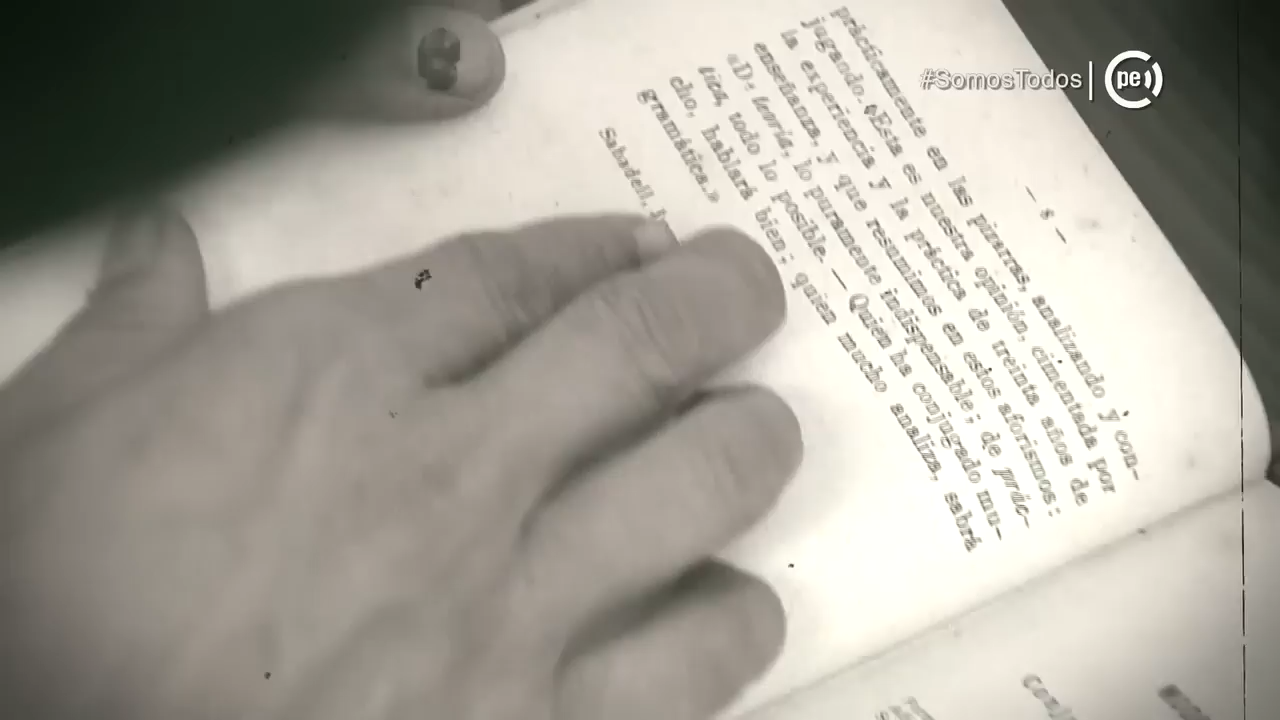 #SomosTodos
pe
— 8 —
prácticamente en las pizarras, analizando y con-
jugando. Esta es nuestra opinión, cimentada por
la experiencia y la práctica de treinta años de
enseñanza, y que resumimos en estos aforismos:
«De teoría, lo puramente indispensable; de prác-
tica, todo lo posible. — Quien ha conjugado mu-
cho, hablará bien; quien mucho analiza, sabrá
gramática.»
Sabadell,